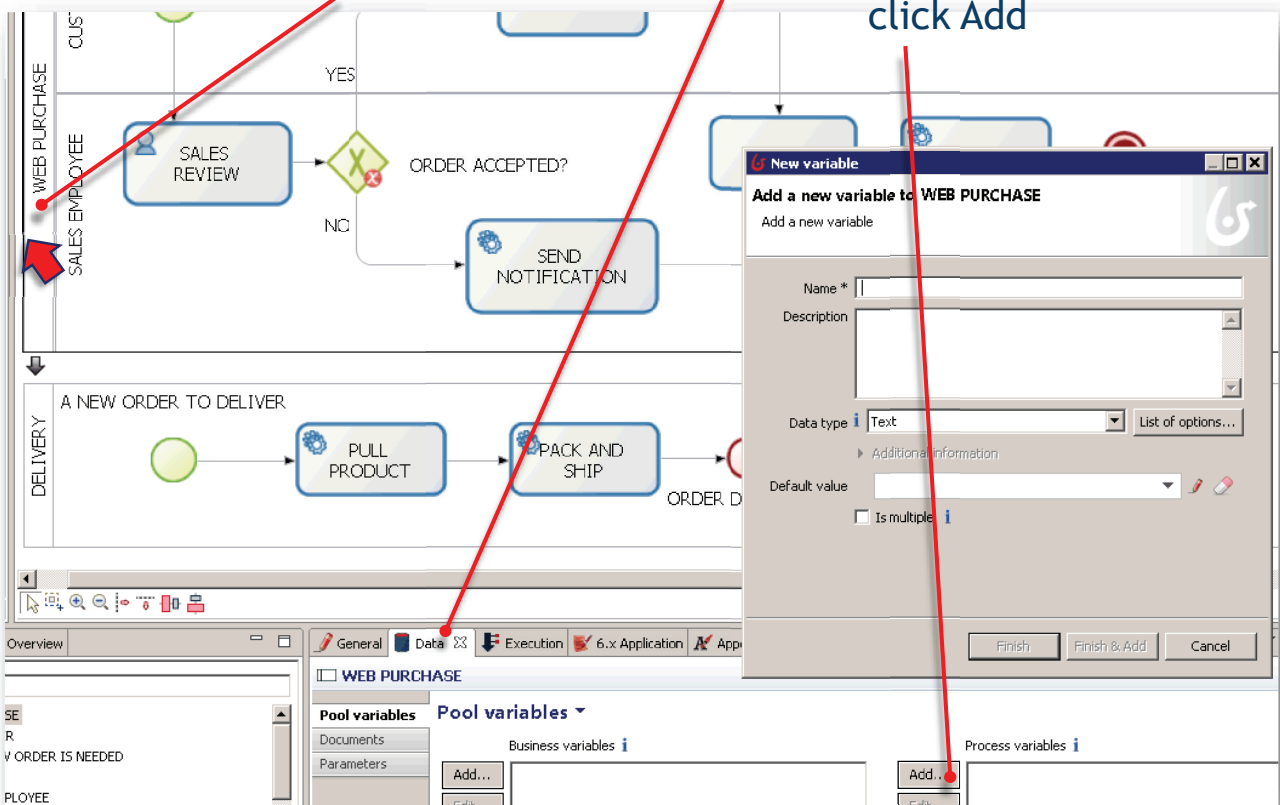 click Add
CUST
YES
WEB PURCHASE
SALES EMPLOYEE
SALES
REVIEW
ORDER ACCEPTED?
NO
SEND
NOTIFICATION
New variable
Add a new variable to WEB PURCHASE
Add a new variable
Name *
Description
Data type
Text
List of options...
Additional information
Default value
Is multiple
Finish
Finish & Add
Cancel
DELIVERY
A NEW ORDER TO DELIVER
PULL
PRODUCT
PACK AND
SHIP
ORDER D
Overview
General
Data
Execution
6.x Application
App
WEB PURCHASE
SE
R
V ORDER IS NEEDED
PLOYEE
Pool variables
Documents
Parameters
Pool variables
Business variables
Add...
Edit...
Process variables
Add...
Edit...